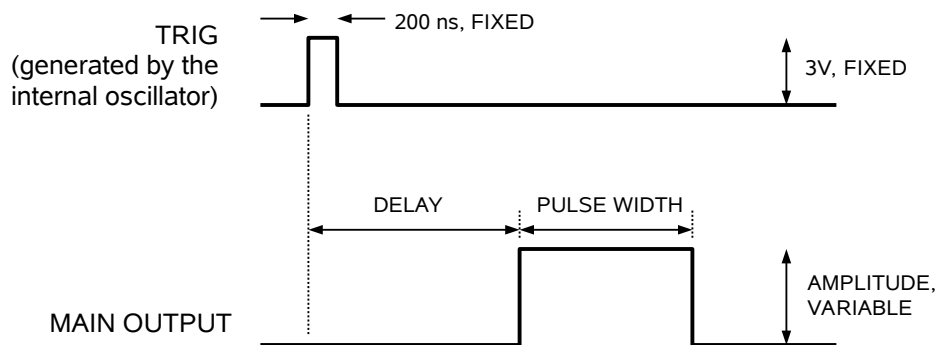 200 ns, FIXED
TRIG
(generated by the
internal oscillator)
3V, FIXED
DELAY
PULSE WIDTH
AMPLITUDE,
VARIABLE
MAIN OUTPUT